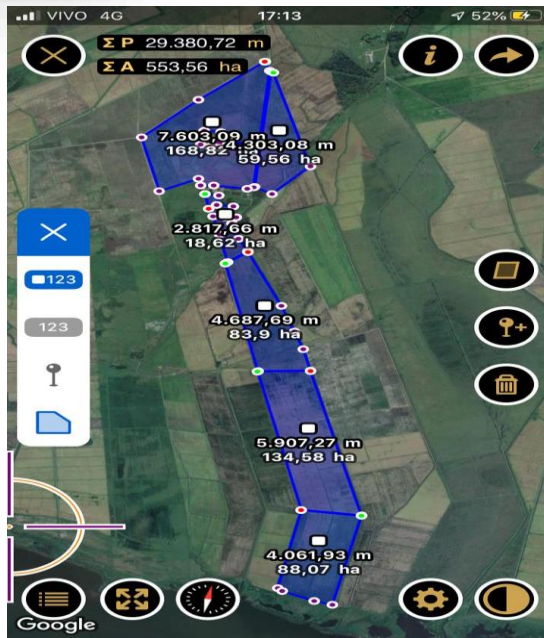 VIVO 4G 17:13 52%
Σ P 29.380,72 m
Σ A 553,56 ha
i
7.603,09 m
168,82 ha
4.303,08 m
59,56 ha
2.817,66 m
18,62 ha
123
123
4.687,69 m
83,9 ha
5.907,27 m
134,58 ha
4.061,93 m
88,07 ha
Google